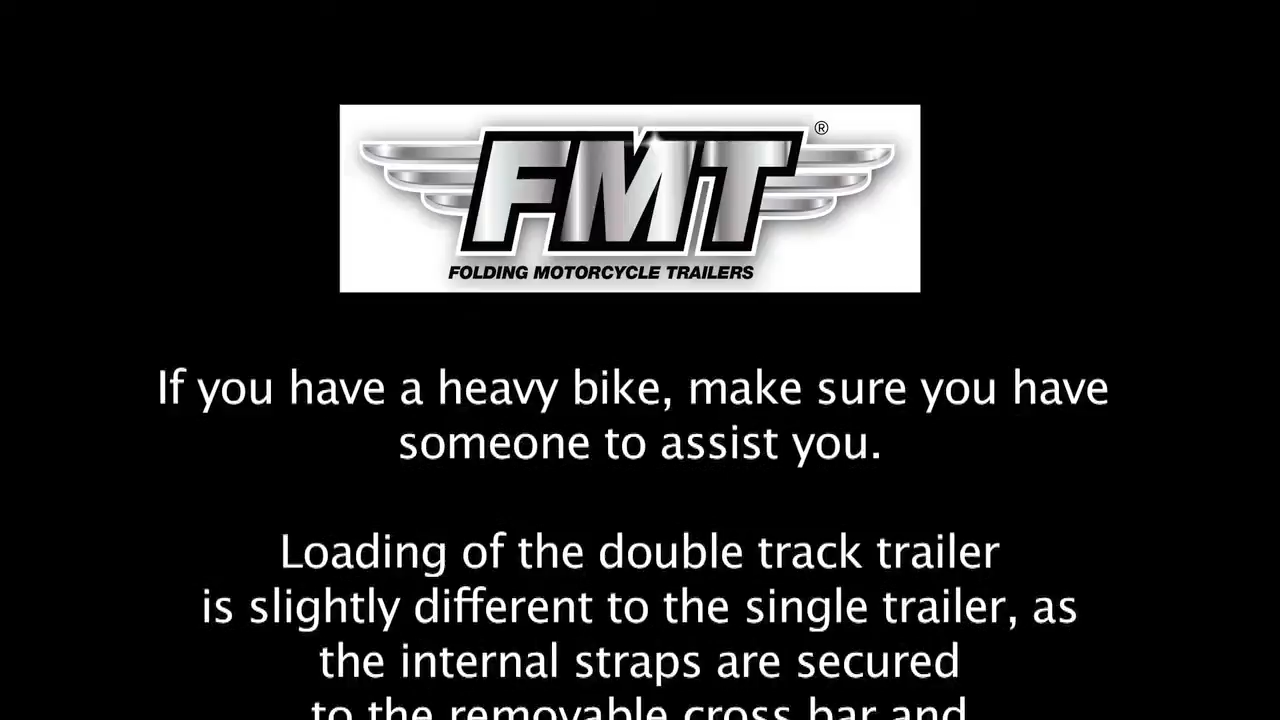 FMT®
FOLDING MOTORCYCLE TRAILERS
If you have a heavy bike, make sure you have
someone to assist you.
Loading of the double track trailer
is slightly different to the single trailer, as
the internal straps are secured
to the removable cross bar and